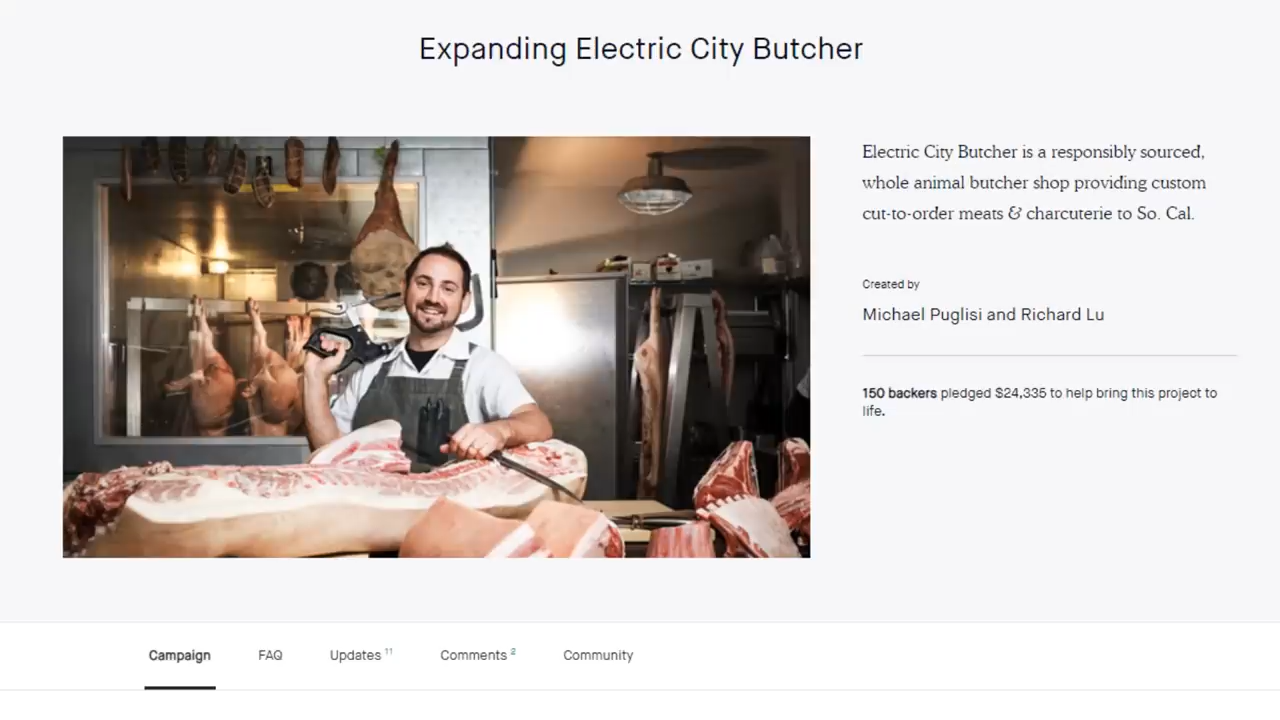 Expanding Electric City Butcher
Electric City Butcher is a responsibly sourced,
whole animal butcher shop providing custom
cut-to-order meats & charcuterie to So. Cal.
Created by
Michael Puglisi and Richard Lu
150 backers pledged $24,335 to help bring this project to
life.
Campaign FAQ Updates 11 Comments 2 Community